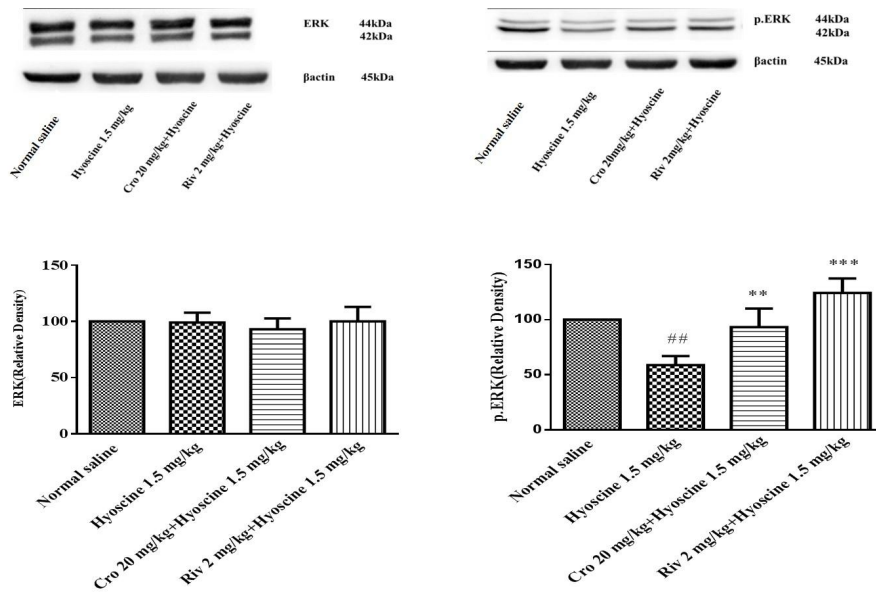 ERK 44kDa
42kDa
βactin 45kDa
Normal saline
Hyoscine 1.5 mg/kg
Cro 20 mg/kg+Hyoscine
Riv 2 mg/kg+Hyoscine
p.ERK 44kDa
42kDa
βactin 45kDa
Normal saline
Hyoscine 1.5 mg/kg
Cro 20mg/kg+Hyoscine
Riv 2mg/kg+Hyoscine
ERK(Relative Density)
150
100
50
0
Normal saline
Hyoscine 1.5 mg/kg
Cro 20 mg/kg+Hyoscine 1.5 mg/kg
Riv 2 mg/kg+Hyoscine 1.5 mg/kg
p.ERK(Relative Density)
150
100
50
0
##
**
***
Normal saline
Hyoscine 1.5 mg/kg
Cro 20 mg/kg+Hyoscine 1.5 mg/kg
Riv 2 mg/kg+Hyoscine 1.5 mg/kg